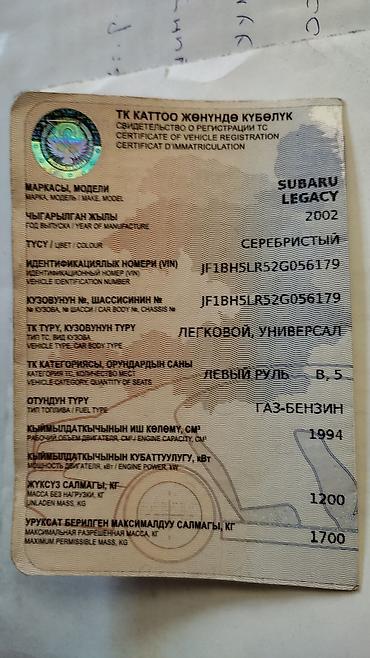 ТК КАТТОО ЖӨНҮНДӨ КҮБӨЛҮК
СВИДЕТЕЛЬСТВО О РЕГИСТРАЦИИ ТС
CERTIFICATE OF VEHICLE REGISTRATION
CERTIFICAT D'IMMATRICULATION
МАРКАСЫ, МОДЕЛИ SUBARU
МАРКА, МОДЕЛЬ / MAKE, MODEL LEGACY
ЧЫГАРЫЛГАН ЖЫЛЫ 2002
ГОД ВЫПУСКА / YEAR OF MANUFACTURE
ТҮСҮ / ЦВЕТ / COLOUR СЕРЕБРИСТЫЙ
ИДЕНТИФИКАЦИЯЛЫК НОМЕРИ (VIN) JF1BH5LR52G056179
ИДЕНТИФИКАЦИОННЫЙ НОМЕР (VIN)
VEHICLE IDENTIFICATION NUMBER
КУЗОВУНУН №, ШАССИСИНИН № JF1BH5LR52G056179
№ КУЗОВА, № ШАССИ / CAR BODY №, CHASSIS №
ТК ТҮРҮ, КУЗОВУНУН ТҮРҮ ЛЕГКОВОЙ, УНИВЕРСАЛ
ТИП ТС, ВИД КУЗОВА
VEHICLE TYPE, CAR BODY TYPE
ТК КАТЕГОРИЯСЫ, ОРУНДАРДЫН САНЫ ЛЕВЫЙ РУЛЬ B, 5
КАТЕГОРИЯ ТС, КОЛИЧЕСТВО МЕСТ
VEHICLE CATEGORY, QUANTITY OF SEATS
ОТУНДУН ТҮРҮ ГАЗ-БЕНЗИН
ТИП ТОПЛИВА / FUEL TYPE
КЫЙМЫЛДАТКЫЧЫНЫН ИШ КӨЛӨМҮ, СМ³ 1994
РАБОЧИЙ ОБЪЕМ ДВИГАТЕЛЯ, СМ³ / ENGINE CAPACITY, CM³
КЫЙМЫЛДАТКЫЧЫНЫН КУБАТТУУЛУГУ, кВт
МОЩНОСТЬ ДВИГАТЕЛЯ, кВт / ENGINE POWER, kW
ЖҮКСҮЗ САЛМАГЫ, КГ 1200
МАССА БЕЗ НАГРУЗКИ, КГ
UNLADEN MASS, KG
УРУКСАТ БЕРИЛГЕН МАКСИМАЛДУУ САЛМАГЫ, КГ 1700
МАКСИМАЛЬНАЯ РАЗРЕШЁННАЯ МАССА, КГ
MAXIMUM PERMISSIBLE MASS, KG